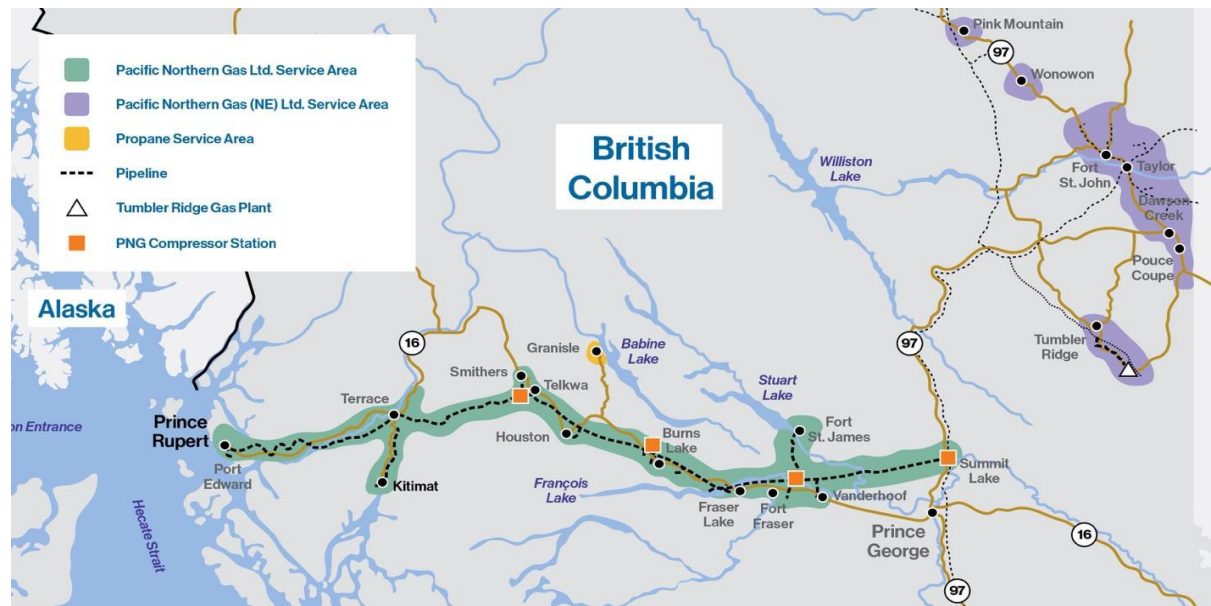 Pacific Northern Gas Ltd. Service Area
Pacific Northern Gas (NE) Ltd. Service Area
Propane Service Area
Pipeline
Tumbler Ridge Gas Plant
PNG Compressor Station
British
Columbia
Alaska
Pink Mountain
97
Wonowon
Williston
Lake
Fort
St. John
Taylor
Dawson
Creek
Pouce
Coupe
Tumbler
Ridge
16
97
Granisle
Babine
Lake
Smithers
Telkwa
Stuart
Lake
Terrace
Prince
Rupert
Houston
Burns
Lake
Fort
St. James
on Entrance
Port
Edward
Kitimat
François
Lake
Fraser
Lake
Fort
Fraser
Vanderhoof
Summit
Lake
Hecate Strait
Prince
George
16
97